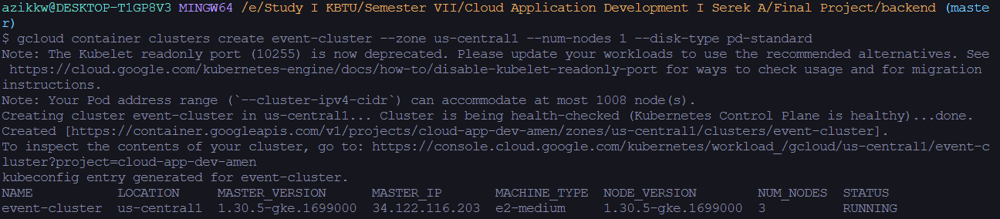 azikkw@DESKTOP-T1GP8V3 MINGW64 /e/Study I KBTU/Semester VII/Cloud Application Development I Serek A/Final Project/backend (maste
r)
$ gcloud container clusters create event-cluster --zone us-central1 --num-nodes 1 --disk-type pd-standard
Note: The Kubelet readonly port (10255) is now deprecated. Please update your workloads to use the recommended alternatives. See
 https://cloud.google.com/kubernetes-engine/docs/how-to/disable-kubelet-readonly-port for ways to check usage and for migration
instructions.
Note: Your Pod address range (`--cluster-ipv4-cidr`) can accommodate at most 1008 node(s).
Creating cluster event-cluster in us-central1... Cluster is being health-checked (Kubernetes Control Plane is healthy)...done.
Created [https://container.googleapis.com/v1/projects/cloud-app-dev-amen/zones/us-central1/clusters/event-cluster].
To inspect the contents of your cluster, go to: https://console.cloud.google.com/kubernetes/workload_/gcloud/us-central1/event-c
luster?project=cloud-app-dev-amen
kubeconfig entry generated for event-cluster.
NAME           LOCATION     MASTER_VERSION      MASTER_IP       MACHINE_TYPE  NODE_VERSION        NUM_NODES  STATUS
event-cluster  us-central1  1.30.5-gke.1699000  34.122.116.203  e2-medium     1.30.5-gke.1699000  3          RUNNING